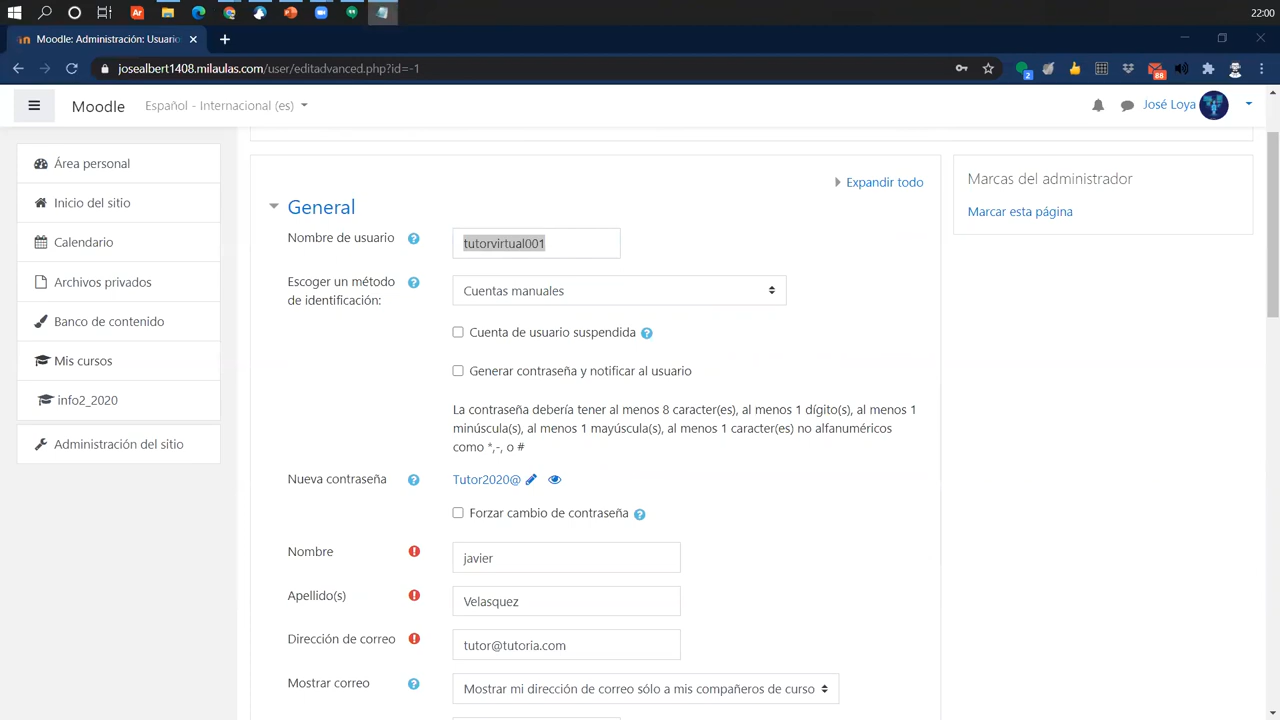 22:00
Moodle: Administración: Usuario
josealbert1408.milaulas.com/user/editadvanced.php?id=-1
2
88
Moodle
Español - Internacional (es)
José Loya
Área personal
Inicio del sitio
Calendario
Archivos privados
Banco de contenido
Mis cursos
info2_2020
Administración del sitio
Expandir todo
General
Nombre de usuario
tutorvirtual001
Escoger un método
de identificación:
Cuentas manuales
Cuenta de usuario suspendida
Generar contraseña y notificar al usuario
La contraseña debería tener al menos 8 caracter(es), al menos 1 dígito(s), al menos 1
minúscula(s), al menos 1 mayúscula(s), al menos 1 caracter(es) no alfanuméricos
como *,-, o #
Nueva contraseña
Tutor2020@
Forzar cambio de contraseña
Nombre
javier
Apellido(s)
Velasquez
Dirección de correo
tutor@tutoria.com
Mostrar correo
Mostrar mi dirección de correo sólo a mis compañeros de curso
Marcas del administrador
Marcar esta página